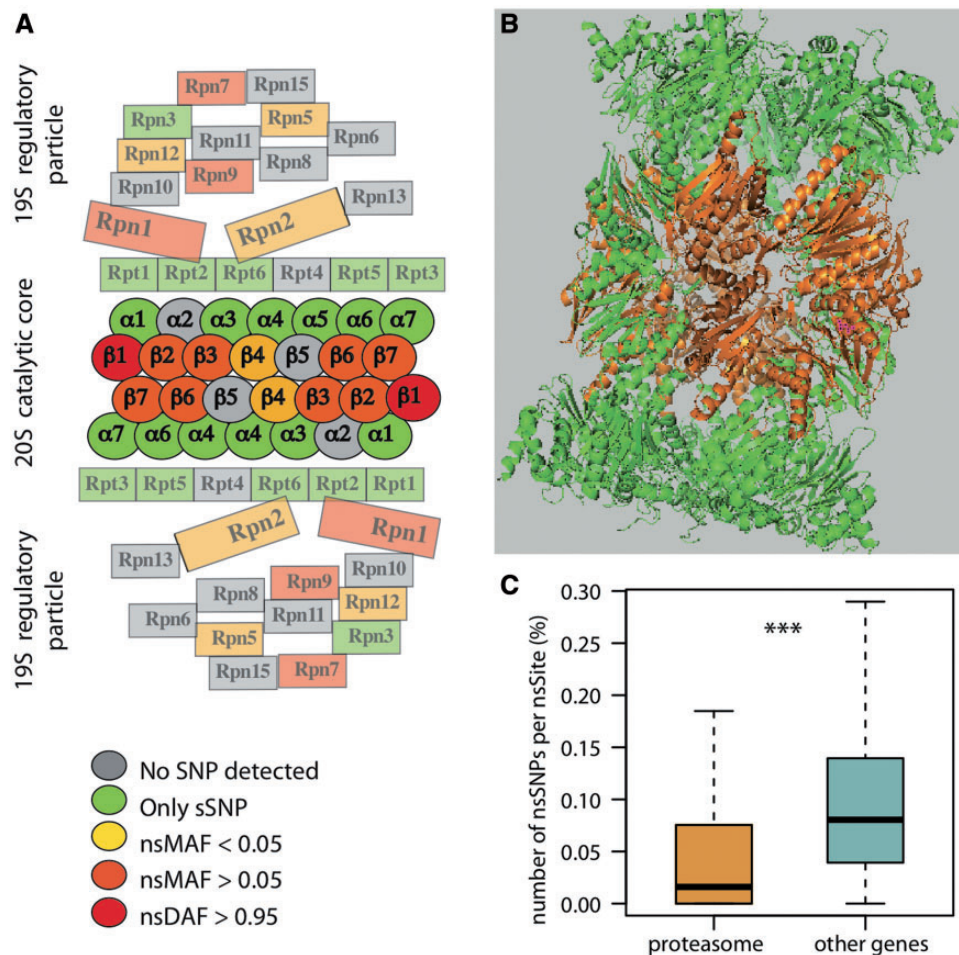 A
19S regulatory
particle
Rpn7 Rpn15
Rpn3 Rpn5
Rpn11 Rpn6
Rpn12 Rpn8
Rpn10 Rpn9 Rpn13
Rpn1 Rpn2
20S catalytic core
Rpt1 Rpt2 Rpt6 Rpt4 Rpt5 Rpt3
α1 α2 α3 α4 α5 α6 α7
β1 β2 β3 β4 β5 β6 β7
β7 β6 β5 β4 β3 β2 β1
α7 α6 α4 α4 α3 α2 α1
Rpt3 Rpt5 Rpt4 Rpt6 Rpt2 Rpt1
19S regulatory
particle
Rpn2 Rpn1
Rpn13 Rpn10
Rpn8 Rpn9
Rpn6 Rpn11 Rpn12
Rpn5 Rpn3
Rpn15 Rpn7
No SNP detected
Only sSNP
nsMAF < 0.05
nsMAF > 0.05
nsDAF > 0.95
B
C
number of nsSNPs per nsSite (%)
0.30
0.25
0.20
0.15
0.10
0.05
0.00
***
proteasome other genes